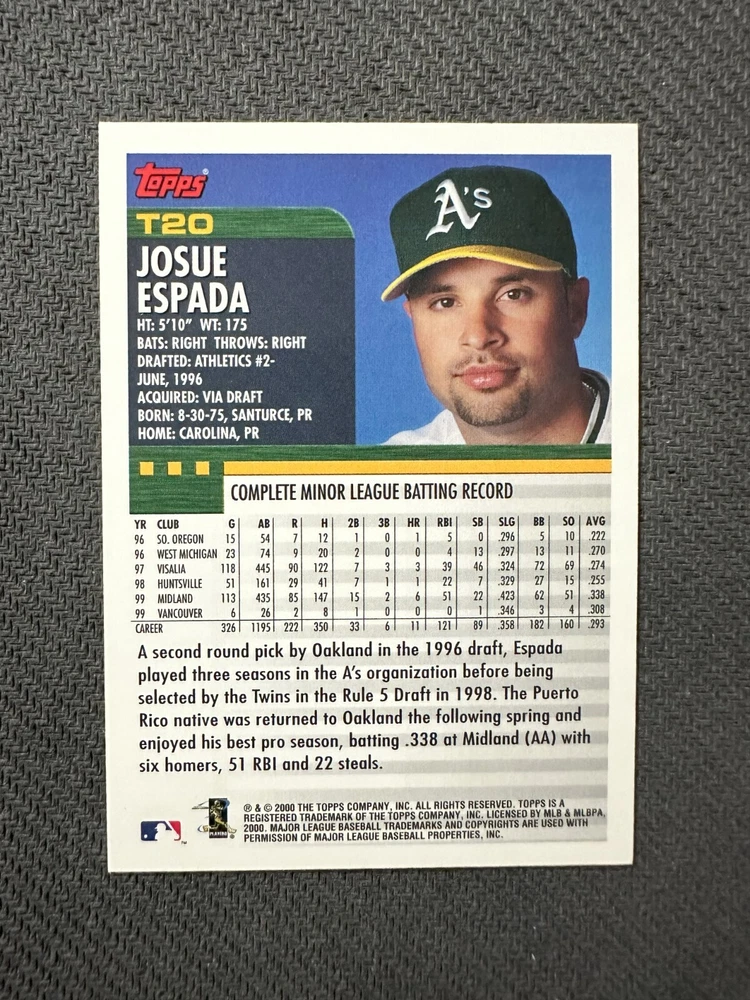 Topps®
T20
JOSUE
ESPADA
HT: 5'10" WT: 175
BATS: RIGHT THROWS: RIGHT
DRAFTED: ATHLETICS #2-
JUNE, 1996
ACQUIRED: VIA DRAFT
BORN: 8-30-75, SANTURCE, PR
HOME: CAROLINA, PR
A's
COMPLETE MINOR LEAGUE BATTING RECORD
YR CLUB G AB R H 2B 3B HR RBI SB SLG BB SO AVG
96 SO. OREGON 15 54 7 12 1 0 1 5 0 .296 5 10 .222
96 WEST MICHIGAN 23 74 9 20 2 0 0 4 13 .297 13 11 .270
97 VISALIA 118 445 90 122 7 3 3 39 46 .324 72 69 .274
98 HUNTSVILLE 51 161 29 41 7 1 1 22 7 .329 27 15 .255
99 MIDLAND 113 435 85 147 15 2 6 51 22 .423 62 51 .338
99 VANCOUVER 6 26 2 8 1 0 0 0 1 .346 3 4 .308
CAREER 326 1195 222 350 33 6 11 121 89 .358 182 160 .293
A second round pick by Oakland in the 1996 draft, Espada
played three seasons in the A's organization before being
selected by the Twins in the Rule 5 Draft in 1998. The Puerto
Rico native was returned to Oakland the following spring and
enjoyed his best pro season, batting .338 at Midland (AA) with
six homers, 51 RBI and 22 steals.
® & © 2000 THE TOPPS COMPANY, INC. ALL RIGHTS RESERVED. TOPPS IS A
REGISTERED TRADEMARK OF THE TOPPS COMPANY, INC. LICENSED BY MLB & MLBPA,
2000. MAJOR LEAGUE BASEBALL TRADEMARKS AND COPYRIGHTS ARE USED WITH
PERMISSION OF MAJOR LEAGUE BASEBALL PROPERTIES, INC.